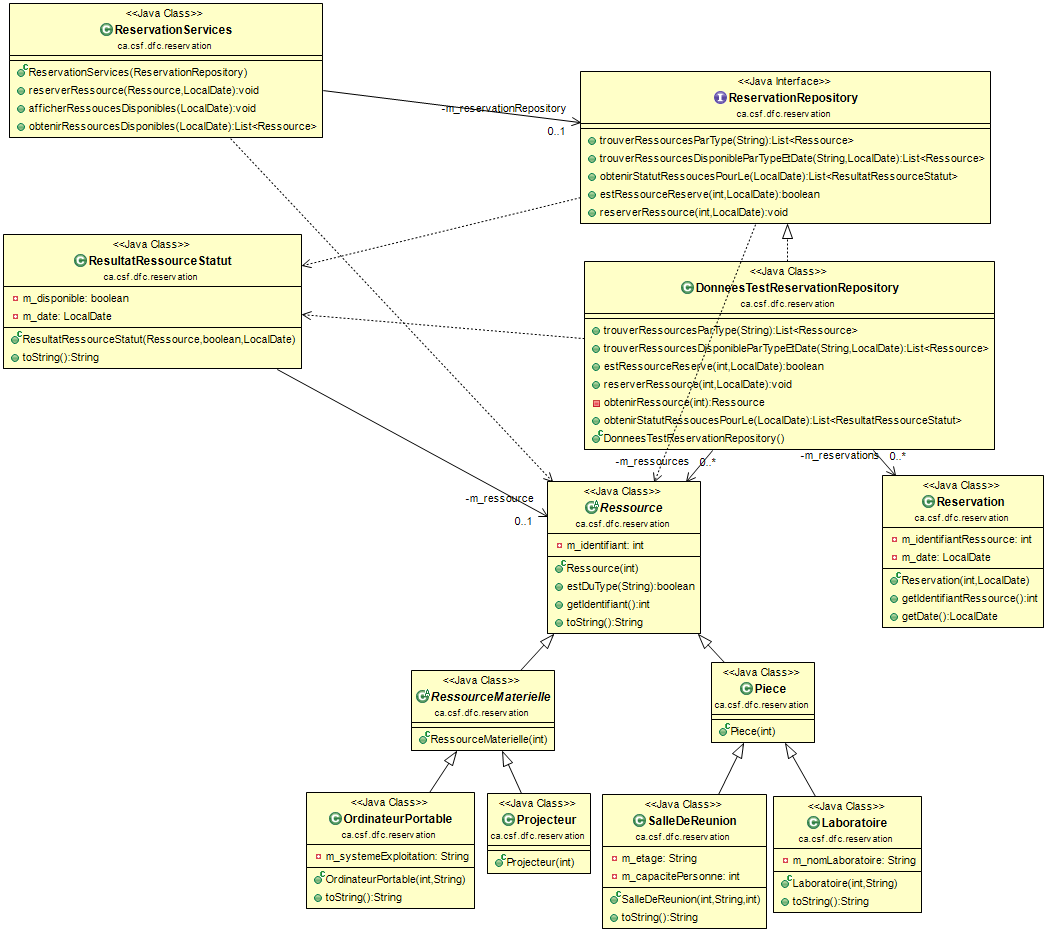 <<Java Class>>
ReservationServices
ca.csf.dfc.reservation
ReservationServices(ReservationRepository)
reserverRessource(Ressource,LocalDate):void
afficherRessoucesDisponibles(LocalDate):void
obtenirRessourcesDisponibles(LocalDate):List<Ressource>
-m_reservationRepository
0..1
<<Java Interface>>
ReservationRepository
ca.csf.dfc.reservation
trouverRessourcesParType(String):List<Ressource>
trouverRessourcesDisponibleParTypeEtDate(String,LocalDate):List<Ressource>
obtenirStatutRessoucesPourLe(LocalDate):List<ResultatRessourceStatut>
estRessourceReserve(int,LocalDate):boolean
reserverRessource(int,LocalDate):void
<<Java Class>>
ResultatRessourceStatut
ca.csf.dfc.reservation
m_disponible: boolean
m_date: LocalDate
ResultatRessourceStatut(Ressource,boolean,LocalDate)
toString():String
<<Java Class>>
DonneesTestReservationRepository
ca.csf.dfc.reservation
trouverRessourcesParType(String):List<Ressource>
trouverRessourcesDisponibleParTypeEtDate(String,LocalDate):List<Ressource>
estRessourceReserve(int,LocalDate):boolean
reserverRessource(int,LocalDate):void
obtenirRessource(int):Ressource
obtenirStatutRessoucesPourLe(LocalDate):List<ResultatRessourceStatut>
DonneesTestReservationRepository()
-m_ressources 0..*
-m_reservations 0..*
-m_ressource
0..1
<<Java Class>>
Ressource
ca.csf.dfc.reservation
m_identifiant: int
Ressource(int)
estDuType(String):boolean
getIdentifiant():int
toString():String
<<Java Class>>
Reservation
ca.csf.dfc.reservation
m_identifiantRessource: int
m_date: LocalDate
Reservation(int,LocalDate)
getIdentifiantRessource():int
getDate():LocalDate
<<Java Class>>
RessourceMaterielle
ca.csf.dfc.reservation
RessourceMaterielle(int)
<<Java Class>>
Piece
ca.csf.dfc.reservation
Piece(int)
<<Java Class>>
OrdinateurPortable
ca.csf.dfc.reservation
m_systemeExploitation: String
OrdinateurPortable(int,String)
toString():String
<<Java Class>>
Projecteur
ca.csf.dfc.reservation
Projecteur(int)
<<Java Class>>
SalleDeReunion
ca.csf.dfc.reservation
m_etage: String
m_capacitePersonne: int
SalleDeReunion(int,String,int)
toString():String
<<Java Class>>
Laboratoire
ca.csf.dfc.reservation
m_nomLaboratoire: String
Laboratoire(int,String)
toString():String